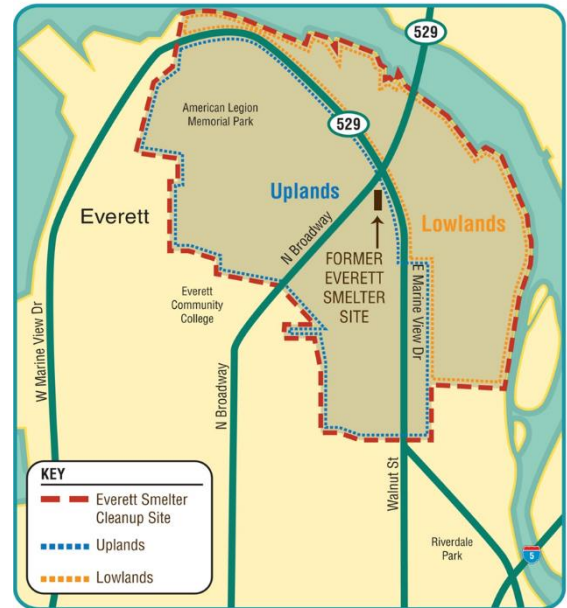 529
American Legion
Memorial Park
529
Uplands
Everett
Lowlands
N Broadway
FORMER
EVERETT
SMELTER
SITE
E Marine View Dr
Everett
Community
College
W Marine View Dr
N Broadway
Walnut St
Riverdale
Park
5
KEY
Everett Smelter
Cleanup Site
Uplands
Lowlands